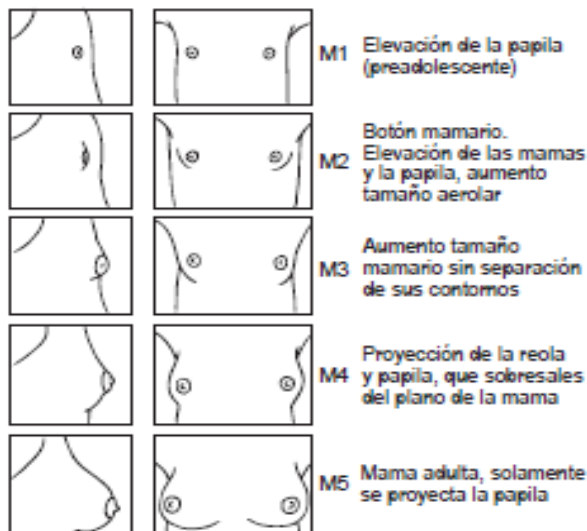 M1 Elevación de la papila
(preadolescente)
Botón mamario.
Elevación de las mamas
M2 y la papila, aumento
tamaño aerolar
Aumento tamaño
M3 mamario sin separación
de sus contornos
Proyección de la reola
M4 y papila, que sobresales
del plano de la mama
M5 Mama adulta, solamente
se proyecta la papila